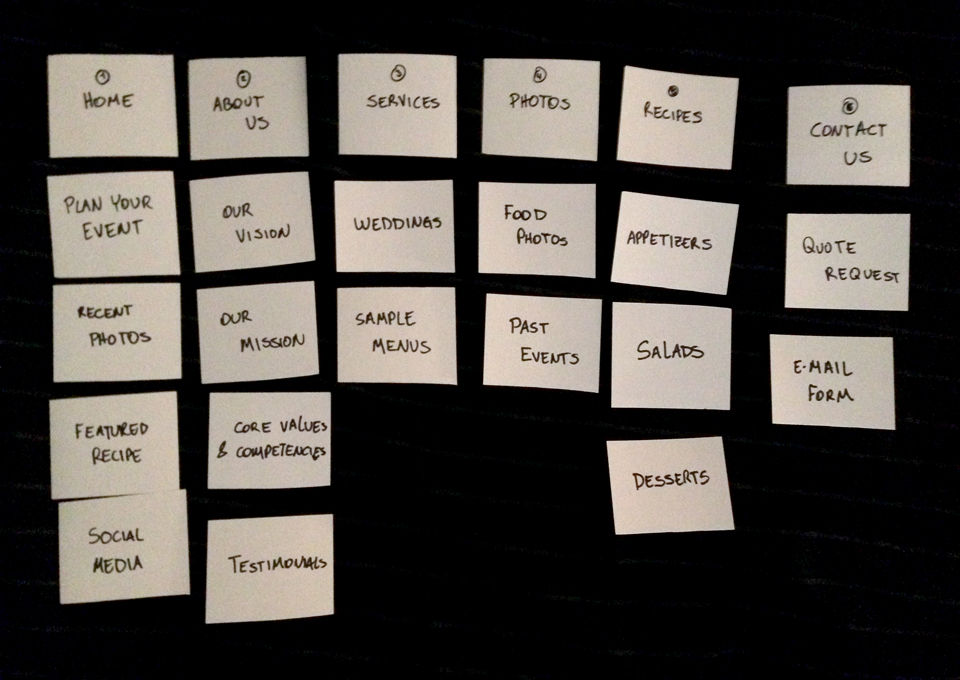 ① HOME
② ABOUT
US
③ SERVICES
④ PHOTOS
⑤ RECIPES
⑥ CONTACT
US
PLAN YOUR
EVENT
OUR
VISION
WEDDINGS
FOOD
PHOTOS
APPETIZERS
QUOTE
REQUEST
RECENT
PHOTOS
OUR
MISSION
SAMPLE
MENUS
PAST
EVENTS
SALADS
E-MAIL
FORM
FEATURED
RECIPE
CORE VALUES
& COMPETENCIES
DESSERTS
SOCIAL
MEDIA
TESTIMONIALS